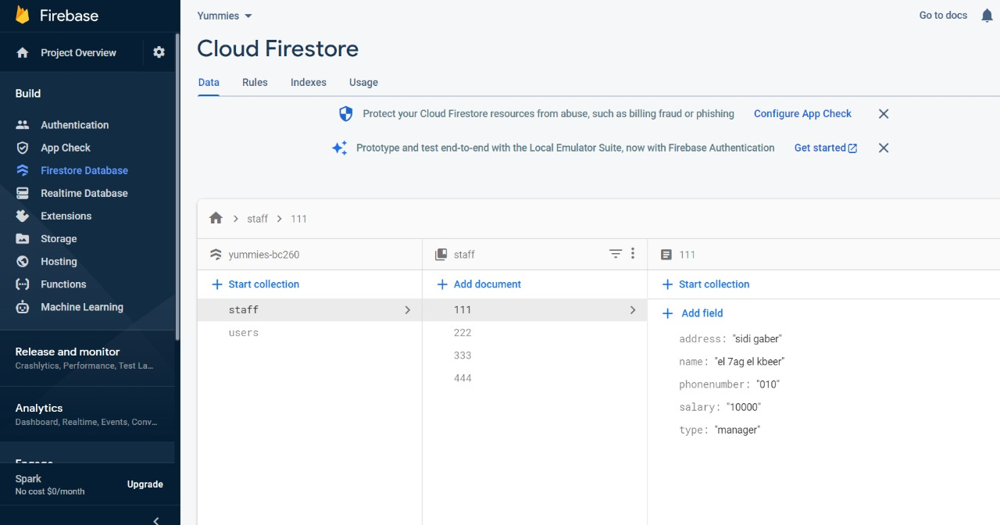 Firebase
Project Overview
Build
Authentication
App Check
Firestore Database
Realtime Database
Extensions
Storage
Hosting
Functions
Machine Learning
Release and monitor
Crashlytics, Performance, Test La...
Analytics
Dashboard, Realtime, Events, Conv...
Engage
Spark
No cost $0/month
Upgrade
Yummies
Go to docs
Cloud Firestore
Data Rules Indexes Usage
Protect your Cloud Firestore resources from abuse, such as billing fraud or phishing Configure App Check
Prototype and test end-to-end with the Local Emulator Suite, now with Firebase Authentication Get started
staff 111
yummies-bc260
Start collection
staff
users
staff
Add document
111
222
333
444
111
Start collection
Add field
address: "sidi gaber"
name: "el 7ag el kbeer"
phonenumber: "010"
salary: "10000"
type: "manager"